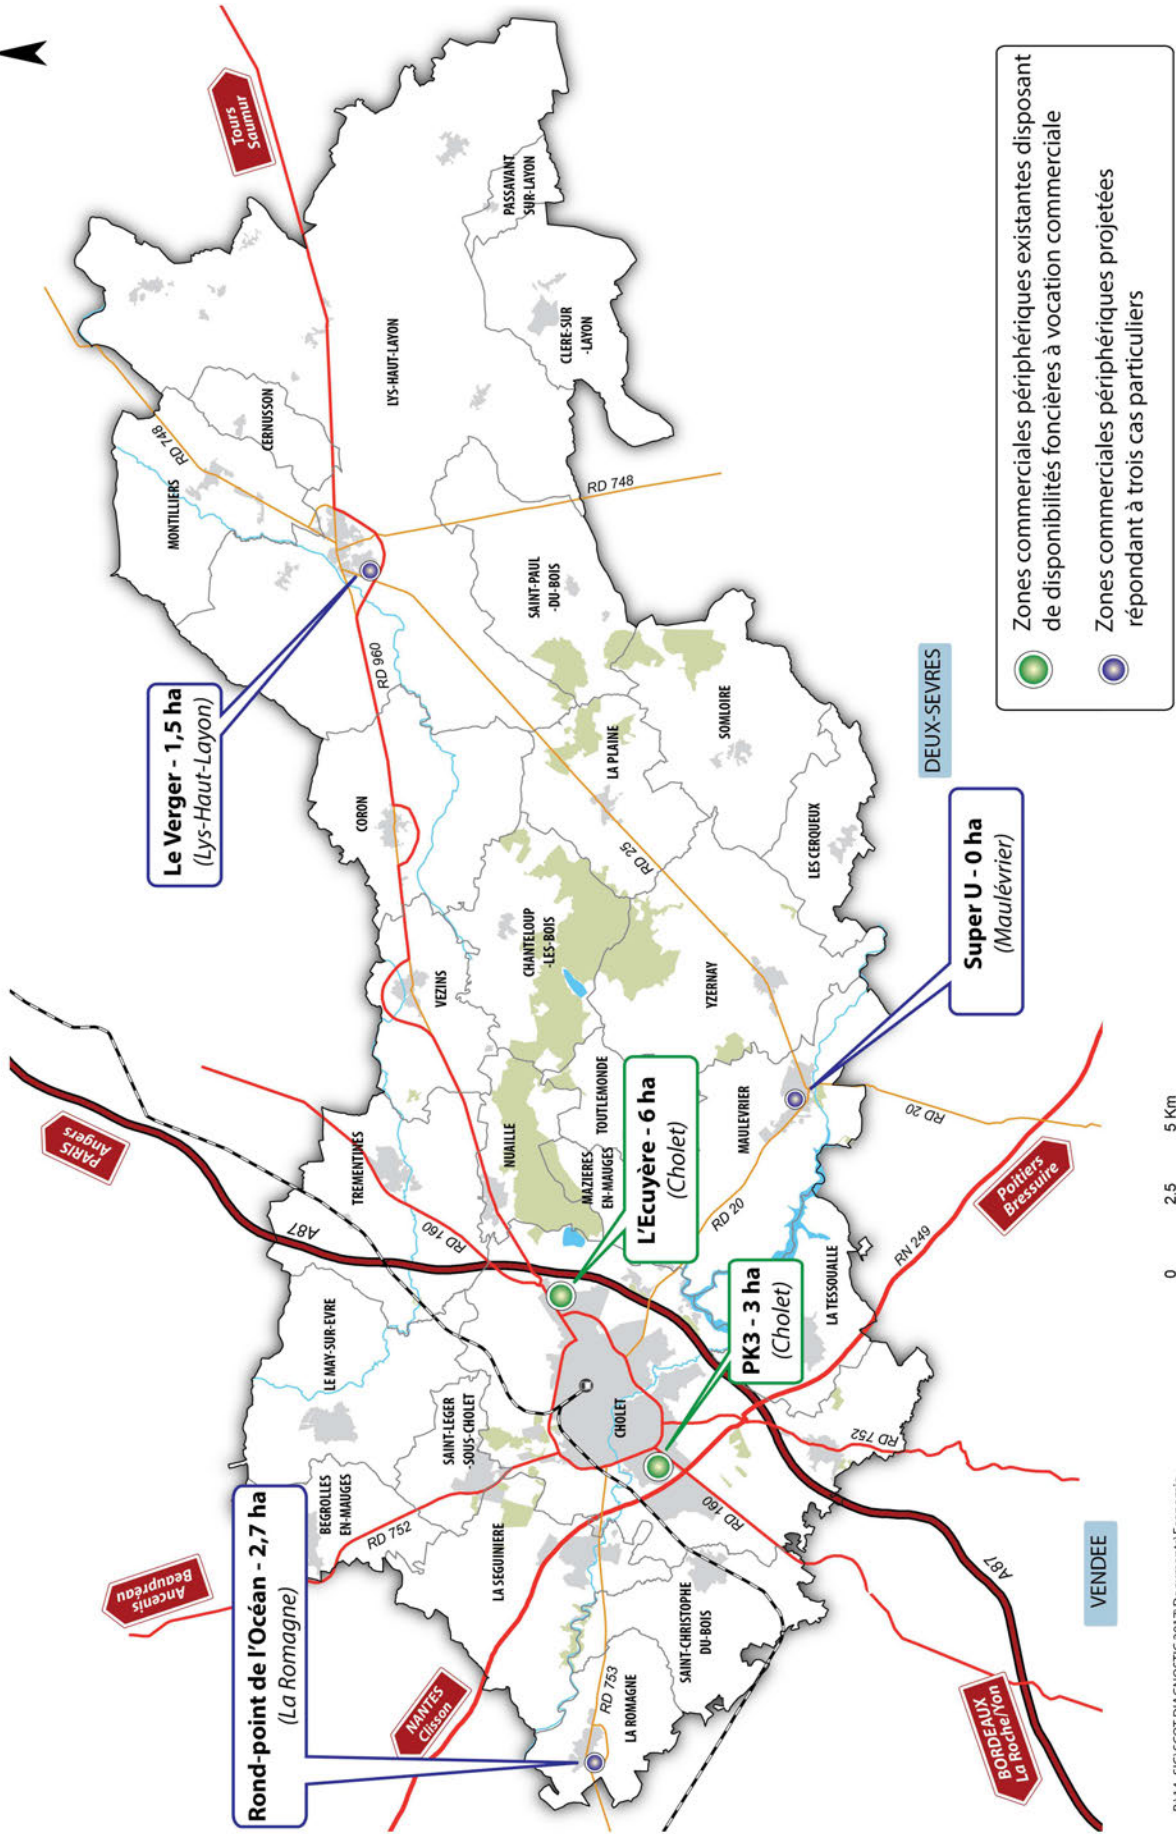 Tours
Saumur
PARIS
Angers
Ancenis
Beaupréau
NANTES
Clisson
BORDEAUX
La Roche/Yon
Poitiers
Bressuire
Le Verger - 1,5 ha
(Lys-Haut-Layon)
Rond-point de l'Océan - 2,7 ha
(La Romagne)
L'Ecuyère - 6 ha
(Cholet)
PK3 - 3 ha
(Cholet)
Super U - 0 ha
(Maulévrier)
MONTILLIERS
CERNUSSON
LYS-HAUT-LAYON
PASSAVANT
SUR-LAYON
CLERE-SUR
-LAYON
SAINT-PAUL
-DU-BOIS
CORON
VEZINS
CHANTELOUP
-LES-BOIS
LA PLAINE
SOMLOIRE
LES CERQUEUX
YZERNAY
TREMENTINES
NUAILLE
TOUTLEMONDE
MAZIERES
EN-MAUGES
MAULEVRIER
LE MAY-SUR-EVRE
BEGROLLES
EN-MAUGES
SAINT-LEGER
-SOUS-CHOLET
CHOLET
LA TESSOUALLE
LA SEGUINIERE
SAINT-CHRISTOPHE
DU-BOIS
LA ROMAGNE
RD 748
RD 748
RD 960
RD 25
RD 160
A87
RD 20
RD 20
RN 249
RD 752
RD 752
RD 160
RD 753
A87
DEUX-SEVRES
VENDEE
0 2,5 5 Km
Zones commerciales périphériques existantes disposant
de disponibilités foncières à vocation commerciale
Zones commerciales périphériques projetées
répondant à trois cas particuliers